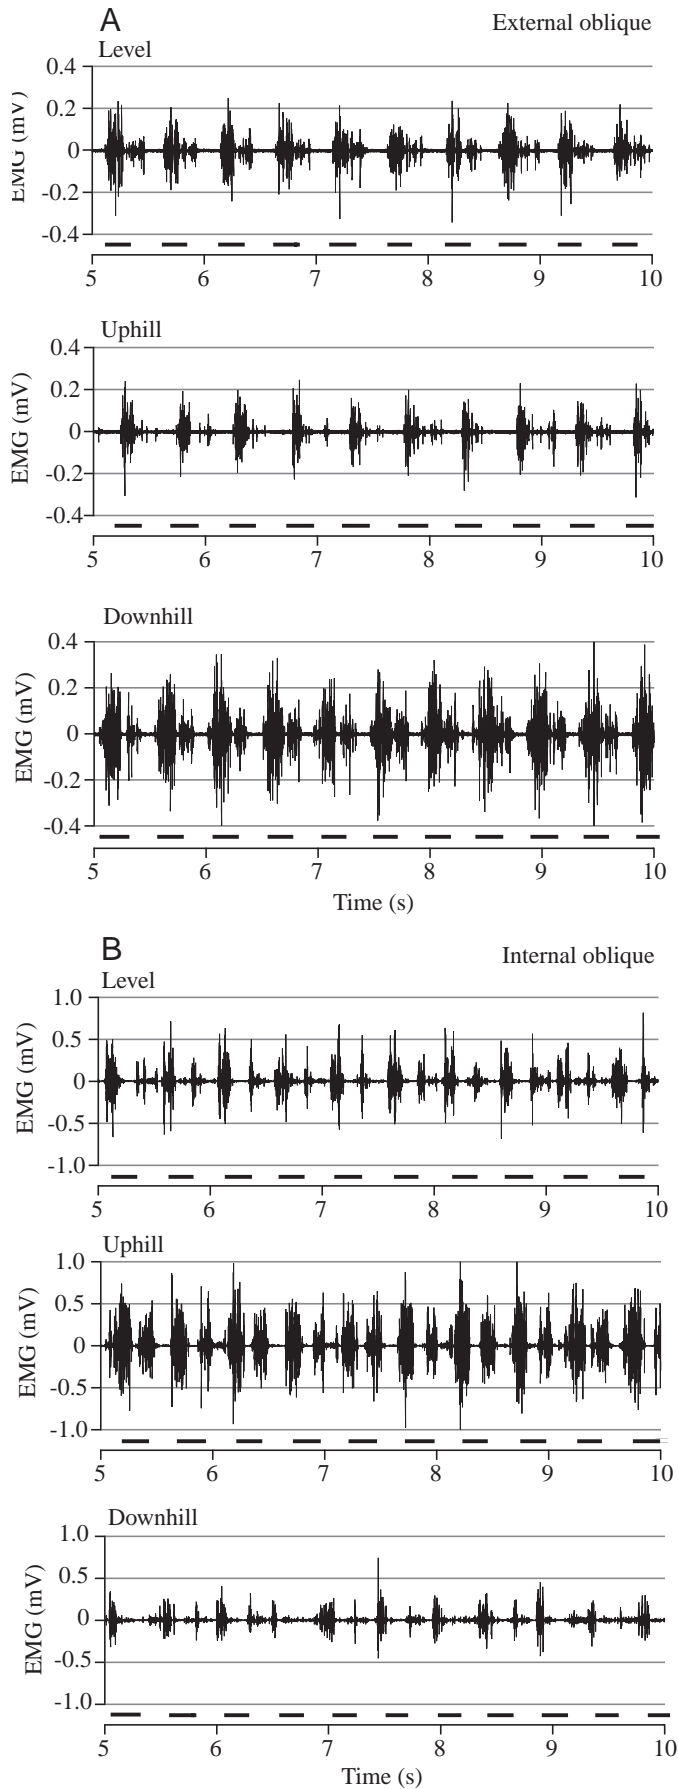 A
External oblique
Level
0.4
0.2
0
-0.2
-0.4
EMG (mV)
5 6 7 8 9 10
Uphill
0.4
0.2
0
-0.2
-0.4
EMG (mV)
5 6 7 8 9 10
Downhill
0.4
0.2
0
-0.2
-0.4
EMG (mV)
5 6 7 8 9 10
Time (s)
B
Internal oblique
Level
1.0
0.5
0
-0.5
-1.0
EMG (mV)
5 6 7 8 9 10
Uphill
1.0
0.5
0
-0.5
-1.0
EMG (mV)
5 6 7 8 9 10
Downhill
1.0
0.5
0
-0.5
-1.0
EMG (mV)
5 6 7 8 9 10
Time (s)